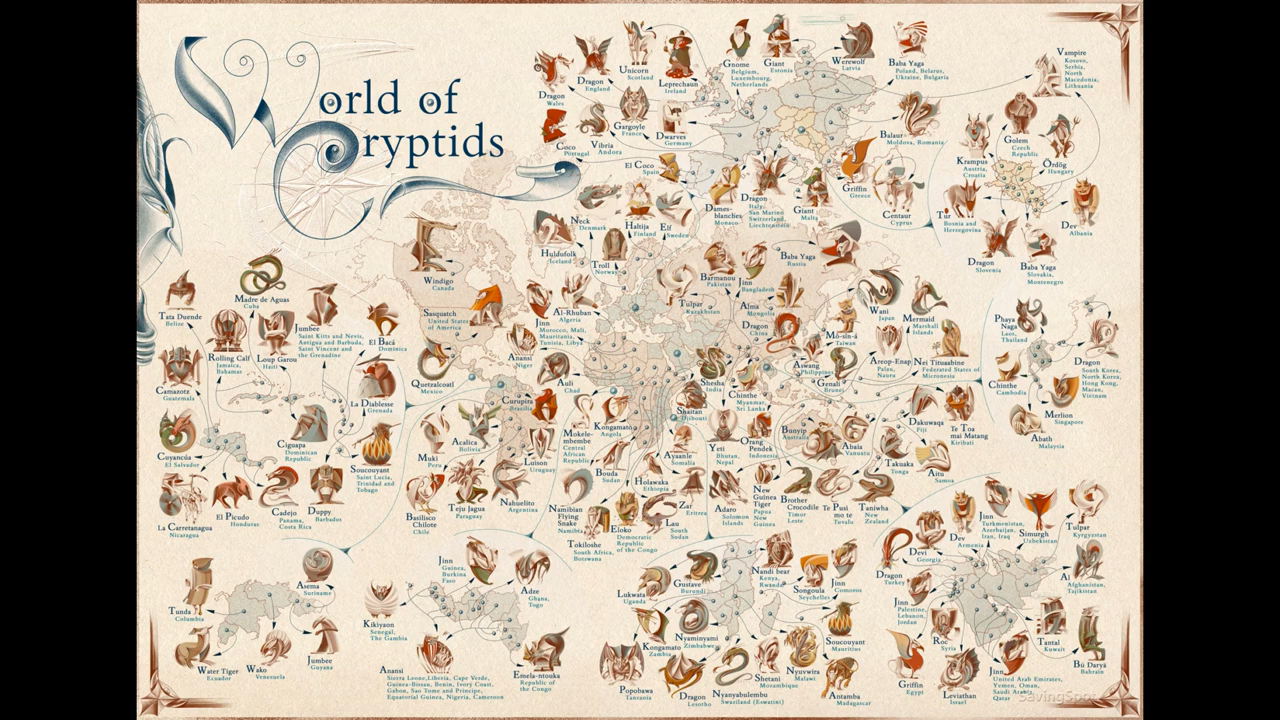 World of
Cryptids
Dragon
Wales
Dragon
England
Unicorn
Scotland
Leprechaun
Ireland
Gnome
Belgium,
Luxembourg,
Netherlands
Giant
Estonia
Werewolf
Latvia
Baba Yaga
Poland, Belarus,
Ukraine, Bulgaria
Vampire
Kosovo,
Serbia,
North
Macedonia,
Lithuania
Coco
Portugal
Vibria
Andora
Gargoyle
France
Dwarves
Germany
El Coco
Spain
Dames-
blanches
Monaco
Dragon
Italy,
San Marino
Switzerland,
Liechtenstein
Giant
Malta
Griffin
Greece
Centaur
Cyprus
Balaur
Moldova, Romania
Krampus
Austria,
Croatia
Golem
Czech
Republic
Ördög
Hungary
Tur
Bosnia and
Herzegovina
Dragon
Slovenia
Baba Yaga
Slovakia,
Montenegro
Dev
Albania
Huldufolk
Iceland
Neck
Denmark
Troll
Norway
Haltija
Finland
Elf
Sweden
Baba Yaga
Russia
Windigo
Canada
Sasquatch
United States
of America
Quetzalcoatl
Mexico
Tata Duende
Belize
Madre de Aguas
Cuba
Camazote
Guatemala
Rolling Calf
Jamaica,
Bahamas
Loup Garou
Haiti
Jumbee
Saint Kitts and Nevis,
Antigua and Barbuda,
Saint Vincent and
the Grenadine
El Bacá
Dominica
La Diablesse
Grenada
Cuyancúa
El Salvador
Ciguapa
Dominican
Republic
Soucouyant
Saint Lucia,
Trinidad and
Tobago
La Carretanagua
Nicaragua
El Picudo
Honduras
Cadejo
Panama,
Costa Rica
Duppy
Barbados
Jinn
Morocco, Mali,
Mauritania,
Tunisia, Libya
Al-Rhuban
Algeria
Anansi
Niger
Auli
Chad
Barmanou
Pakistan
Jinn
Bangladesh
Tulpar
Kazakhstan
Alma
Mongolia
Dragon
China
Wani
Japan
Mermaid
Marshall
Islands
Mô-sîn-á
Taiwan
Aswang
Philippines
Genali
Brunei
Areop-Enap
Palau,
Nauru
Nei Tituaabine
Federated States of
Micronesia
Phaya
Naga
Laos,
Thailand
Dragon
South Korea,
North Korea,
Hong Kong,
Macau,
Vietnam
Chinthe
Cambodia
Merlion
Singapore
Abath
Malaysia
Shesha
India
Chinthe
Myanmar,
Sri Lanka
Shaitan
Djibouti
Curupira
Brasilia
Acalica
Bolivia
Muki
Peru
Luison
Uruguay
Basilisco
Chilote
Chile
Teju Jagua
Paraguay
Nahuelito
Argentina
Mokele-
mbembe
Central
African
Republic
Kongamato
Angola
Bouda
Sudan
Ayaanle
Somalia
Holawaka
Ethiopia
Yeti
Bhutan,
Nepal
Orang
Pendek
Indonesia
Bunyip
Australia
Abaia
Vanuatu
Dakuwaqa
Fiji
Te Toa
mai Matang
Kiribati
Takuaka
Tonga
Aitu
Samoa
Namibian
Flying
Snake
Namibia
Tokiloshe
South Africa,
Botswana
Eloko
Democratic
Republic
of the Congo
Lau
South
Sudan
Zar
Eritrea
Adaro
Solomon
Islands
New
Guinea
Tiger
Papua
New
Guinea
Brother
Crocodile
Timor
Leste
Te Pusi
mo te
Tuvalu
Taniwha
New
Zealand
Tunda
Columbia
Asema
Suriname
Water Tiger
Ecuador
Wako
Venezuela
Jumbee
Guyana
Jinn
Guinea,
Burkina
Faso
Adze
Ghana,
Togo
Kikiyaon
Senegal,
The Gambia
Anansi
Sierra Leone,Liberia, Cape Verde,
Guinea-Bissau, Benin, Ivory Coast,
Gabon, Sao Tome and Principe,
Equatorial Guinea, Nigeria, Cameroon
Emela-ntouka
Republic of
the Congo
Lukwata
Uganda
Gustave
Burundi
Nandi bear
Kenya,
Rwanda
Songoula
Seychelles
Jinn
Comoros
Kongamato
Zambia
Nyaminyami
Zimbabwe
Soucouyant
Mauritius
Popobawa
Tanzania
Dragon
Lesotho
Nyanyabulembu
Swaziland (Eswatini)
Shetani
Mozambique
Nyuvwira
Malawi
Antamba
Madagascar
Dragon
Turkey
Devi
Georgia
Dev
Armenia
Jinn
Turkmenistan,
Azerbaijan,
Iran, Iraq
Simurgh
Uzbekistan
Tulpar
Kyrgyzstan
Al
Afghanistan,
Tajikistan
Jinn
Palestine,
Lebanon,
Jordan
Roc
Syria
Tantal
Kuwait
Bú Daryá
Bahrain
Griffin
Egypt
Leviathan
Israel
Jinn
United Arab Emirates,
Yemen, Oman,
Saudi Arabia,
Qatar